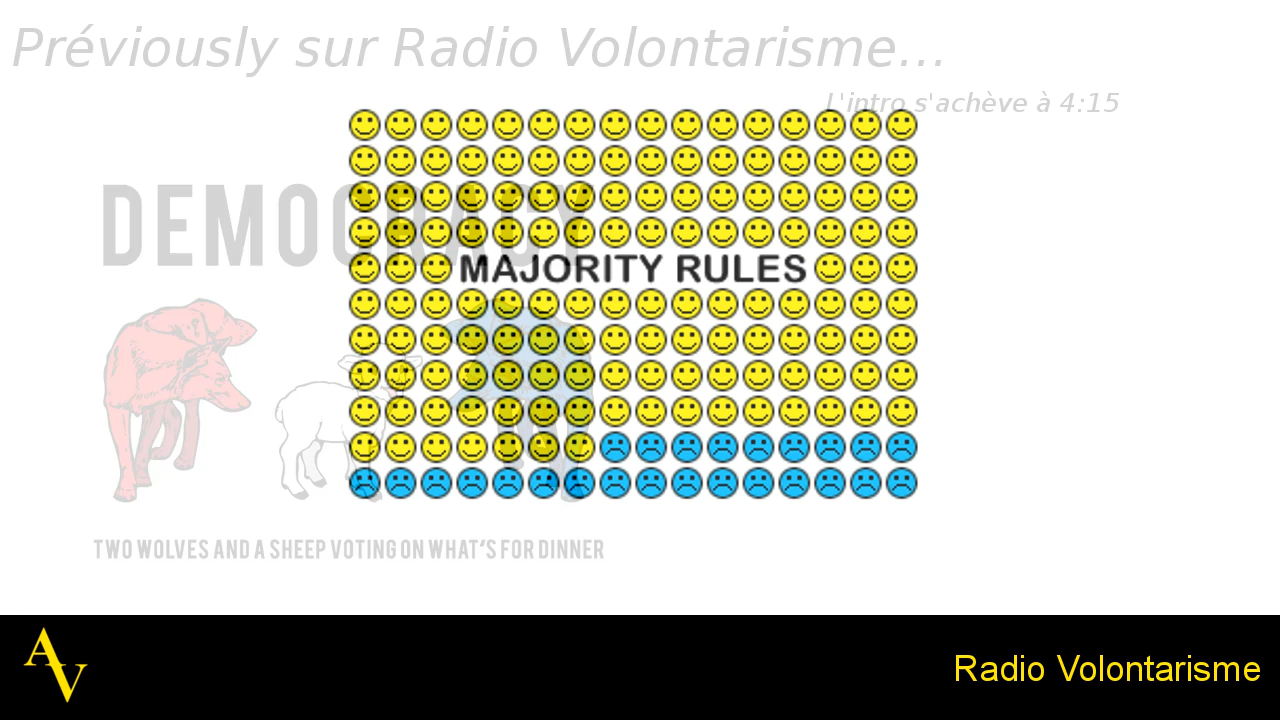 Préviously sur Radio Volontarisme...
L'intro s'achève à 4:15
DEMOCRACY
MAJORITY RULES
TWO WOLVES AND A SHEEP VOTING ON WHAT'S FOR DINNER
AV
Radio Volontarisme